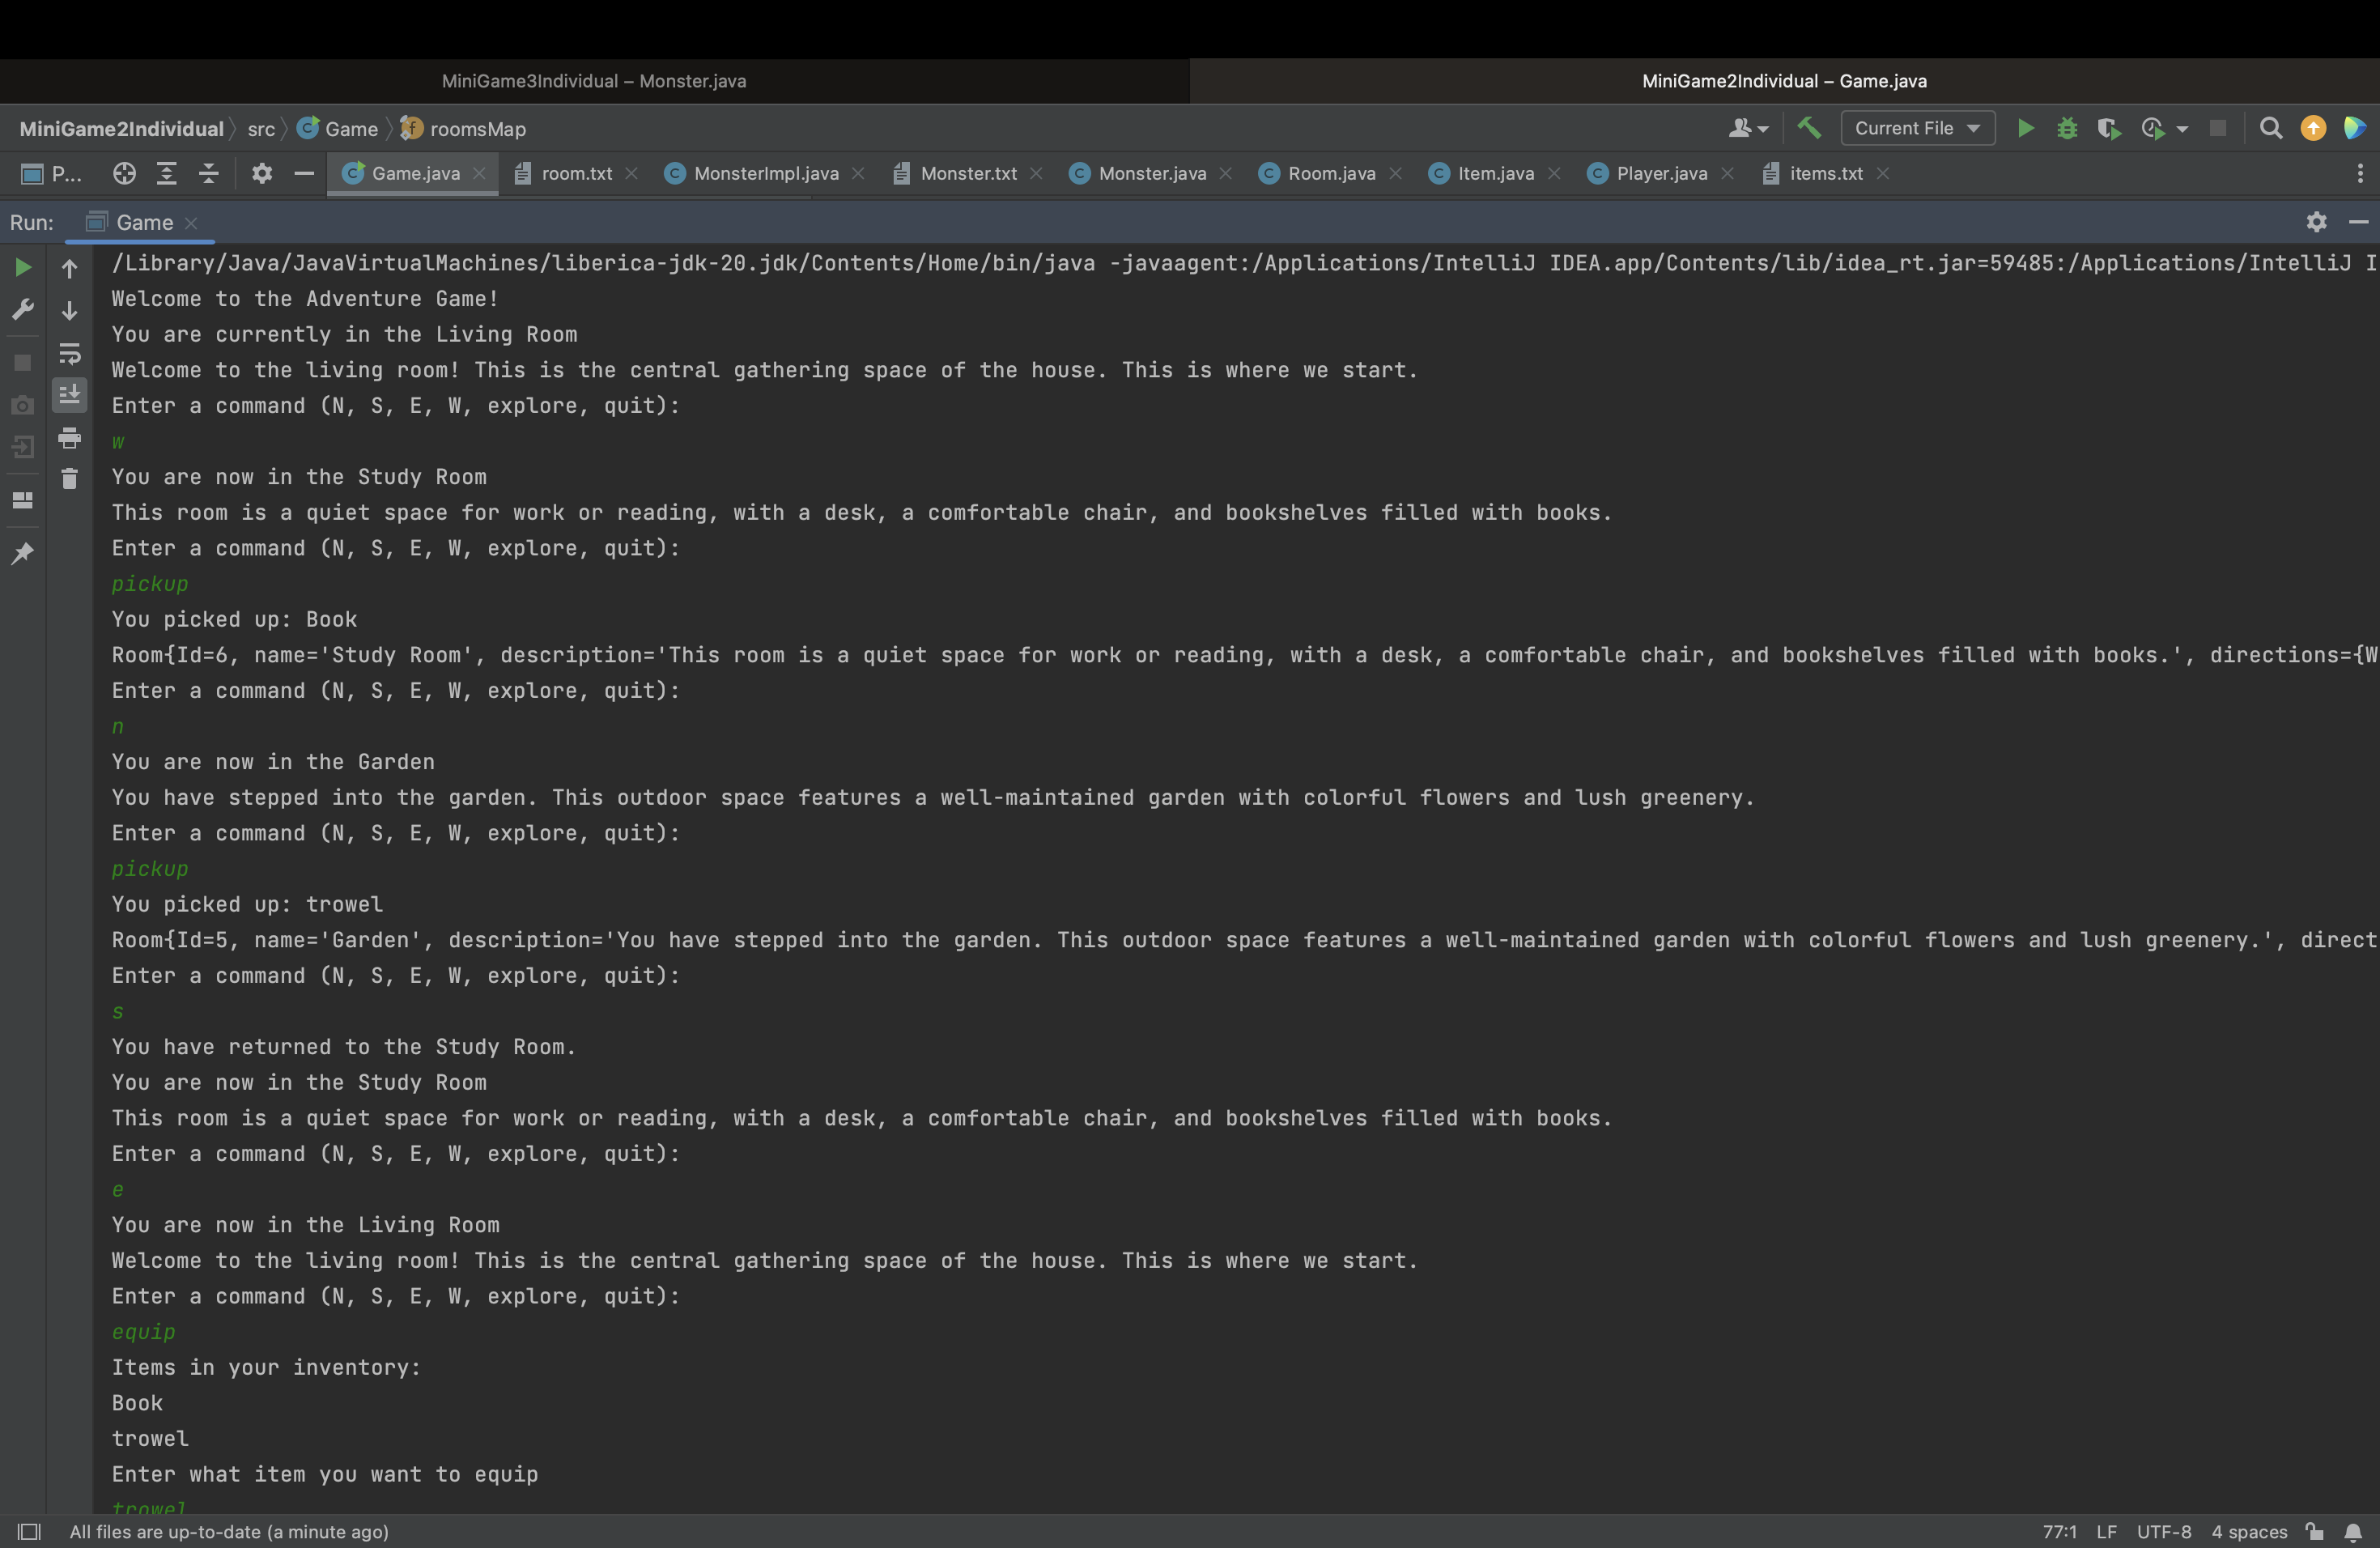 MiniGame3Individual – Monster.java
MiniGame2Individual – Game.java
MiniGame2Individual src Game roomsMap
Current File
P...
Game.java room.txt MonsterImpl.java Monster.txt Monster.java Room.java Item.java Player.java items.txt
Run: Game
/Library/Java/JavaVirtualMachines/liberica-jdk-20.jdk/Contents/Home/bin/java -javaagent:/Applications/IntelliJ IDEA.app/Contents/lib/idea_rt.jar=59485:/Applications/IntelliJ I
Welcome to the Adventure Game!
You are currently in the Living Room
Welcome to the living room! This is the central gathering space of the house. This is where we start.
Enter a command (N, S, E, W, explore, quit):
w
You are now in the Study Room
This room is a quiet space for work or reading, with a desk, a comfortable chair, and bookshelves filled with books.
Enter a command (N, S, E, W, explore, quit):
pickup
You picked up: Book
Room{Id=6, name='Study Room', description='This room is a quiet space for work or reading, with a desk, a comfortable chair, and bookshelves filled with books.', directions={W
Enter a command (N, S, E, W, explore, quit):
n
You are now in the Garden
You have stepped into the garden. This outdoor space features a well-maintained garden with colorful flowers and lush greenery.
Enter a command (N, S, E, W, explore, quit):
pickup
You picked up: trowel
Room{Id=5, name='Garden', description='You have stepped into the garden. This outdoor space features a well-maintained garden with colorful flowers and lush greenery.', direct
Enter a command (N, S, E, W, explore, quit):
s
You have returned to the Study Room.
You are now in the Study Room
This room is a quiet space for work or reading, with a desk, a comfortable chair, and bookshelves filled with books.
Enter a command (N, S, E, W, explore, quit):
e
You are now in the Living Room
Welcome to the living room! This is the central gathering space of the house. This is where we start.
Enter a command (N, S, E, W, explore, quit):
equip
Items in your inventory:
Book
trowel
Enter what item you want to equip
trowel
All files are up-to-date (a minute ago)
77:1 LF UTF-8 4 spaces